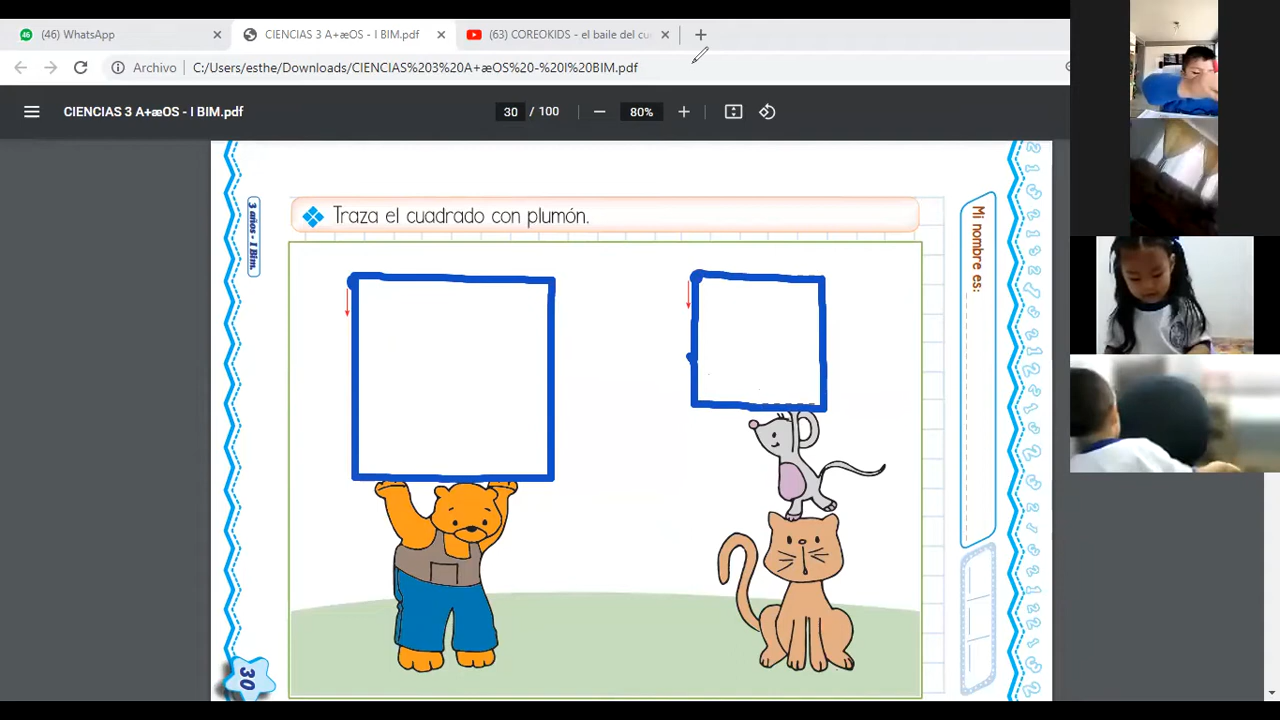 46
(46) WhatsApp
CIENCIAS 3 A+æOS - I BIM.pdf
(63) COREOKIDS - el baile del cu
Archivo
C:/Users/esthe/Downloads/CIENCIAS%203%20A+æOS%20-%20I%20BIM.pdf
CIENCIAS 3 A+æOS - I BIM.pdf
30 / 100
80%
3 años - I Bim.
Traza el cuadrado con plumón.
Mi nombre es:
30